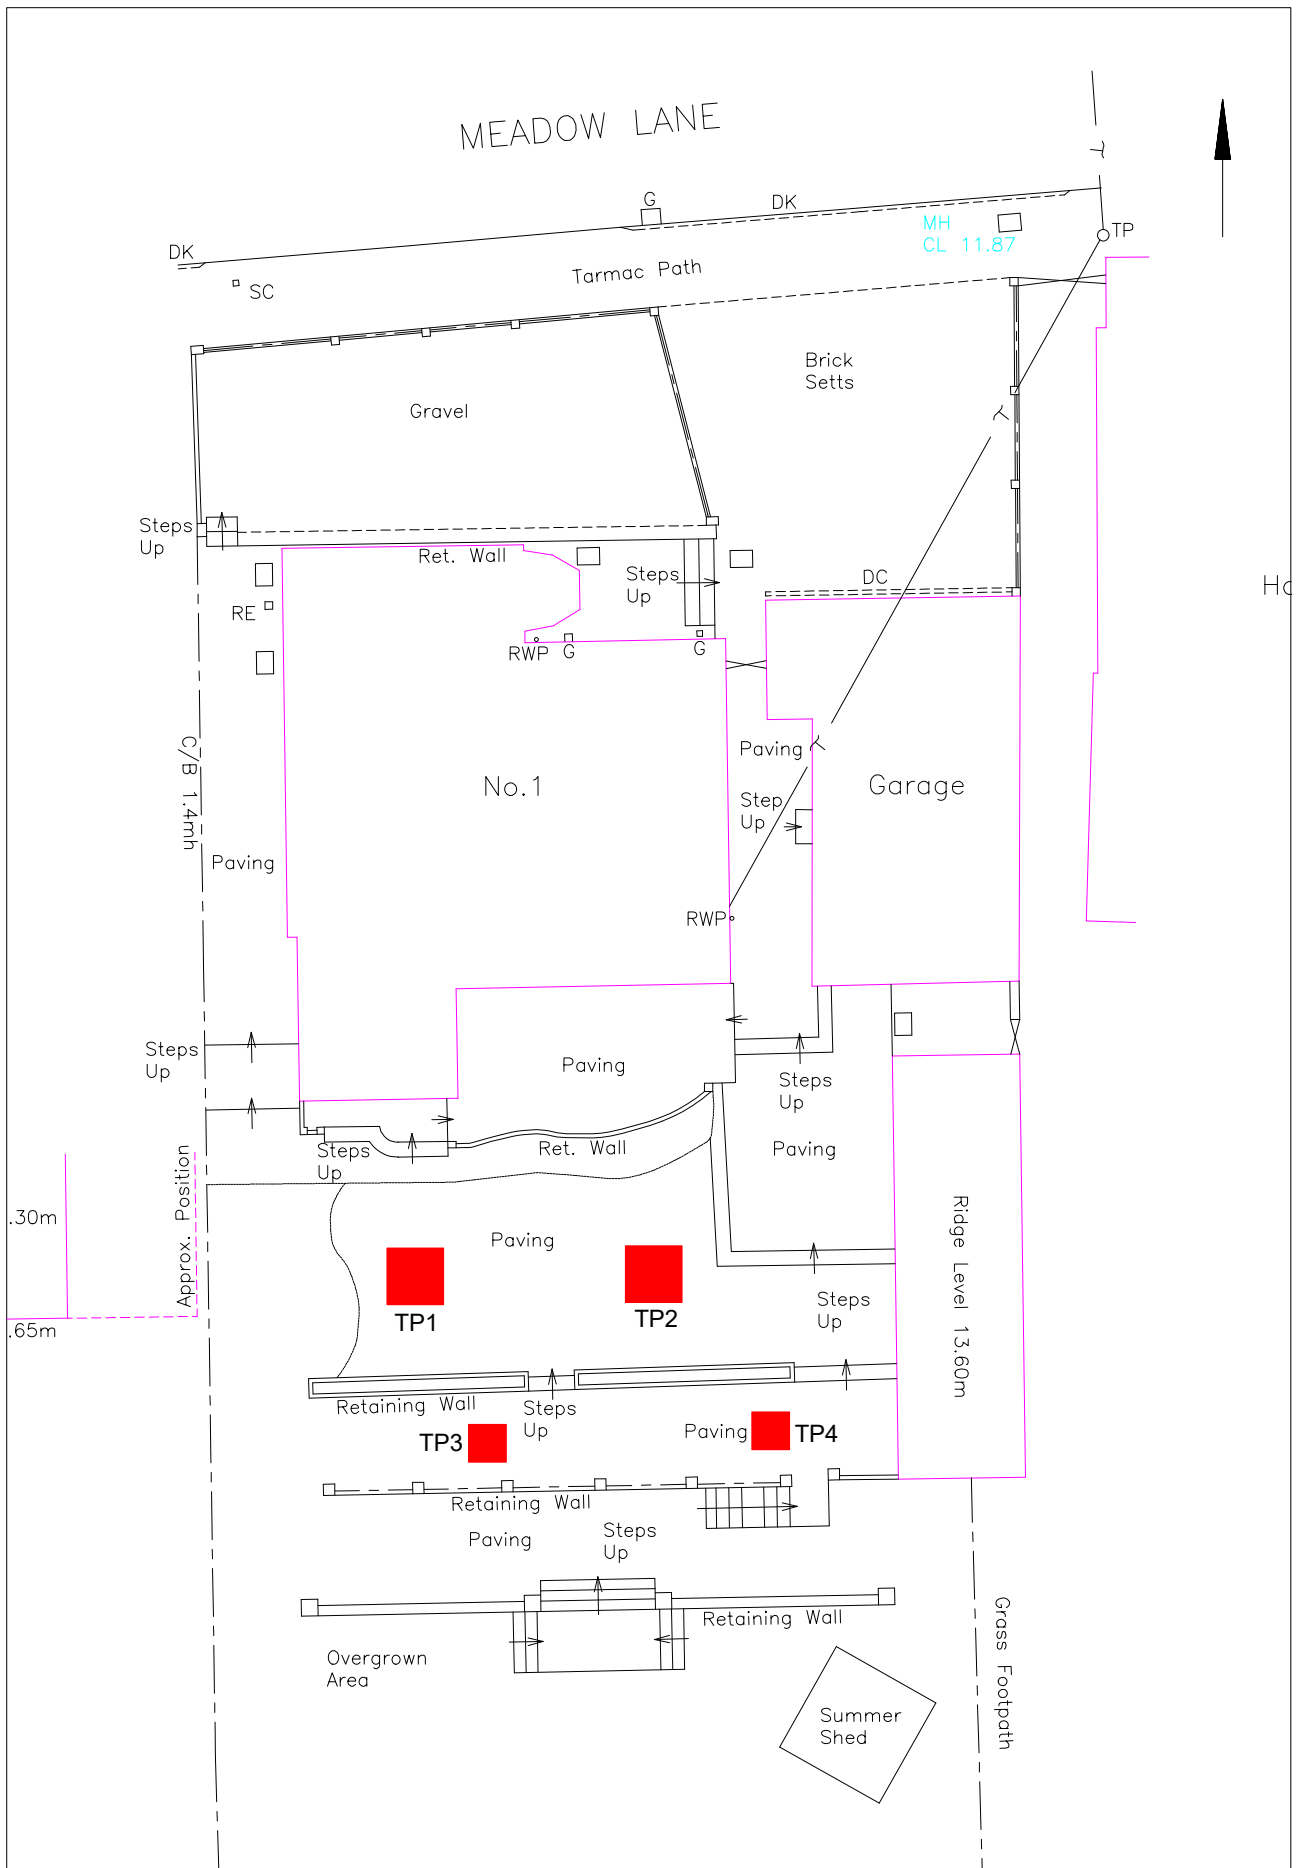 MEADOW LANE
T
G
DK
MH
CL 11.87
TP
DK
SC
Tarmac Path
Brick
Setts
Gravel
T
Steps
Up
Ret. Wall
Steps
Up
DC
RE
RWP
G
G
C/B 1.4mh
Paving
T
No.1
Garage
Step
Up
Paving
RWP
Steps
Up
Paving
Steps
Up
Steps
Up
Ret. Wall
Paving
Approx. Position
.30m
.65m
Paving
Ridge Level 13.60m
TP1
TP2
Steps
Up
Retaining Wall
Steps
Up
TP3
Paving
TP4
Retaining Wall
Paving
Steps
Up
Retaining Wall
Overgrown
Area
Grass Footpath
Summer
Shed